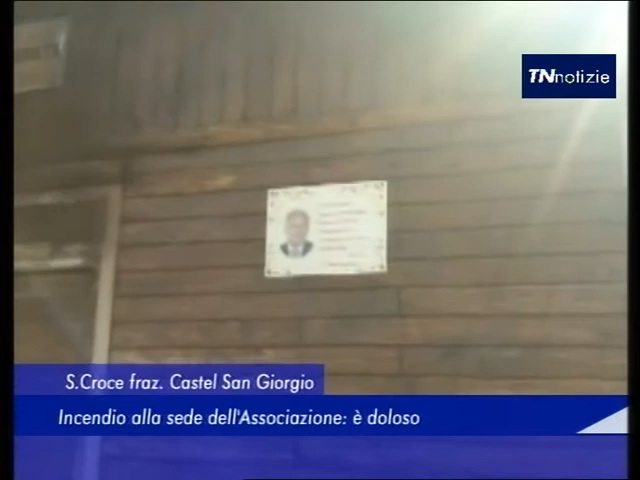 TNnotizie
S.Croce fraz. Castel San Giorgio
Incendio alla sede dell'Associazione: è doloso